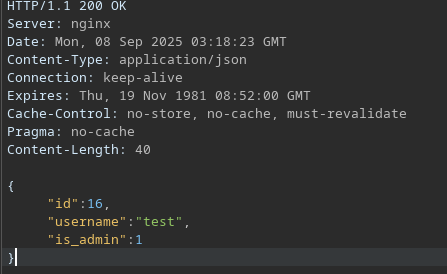 HTTP/1.1 200 OK
Server: nginx
Date: Mon, 08 Sep 2025 03:18:23 GMT
Content-Type: application/json
Connection: keep-alive
Expires: Thu, 19 Nov 1981 08:52:00 GMT
Cache-Control: no-store, no-cache, must-revalidate
Pragma: no-cache
Content-Length: 40

{
     "id":16,
     "username":"test",
     "is_admin":1
}